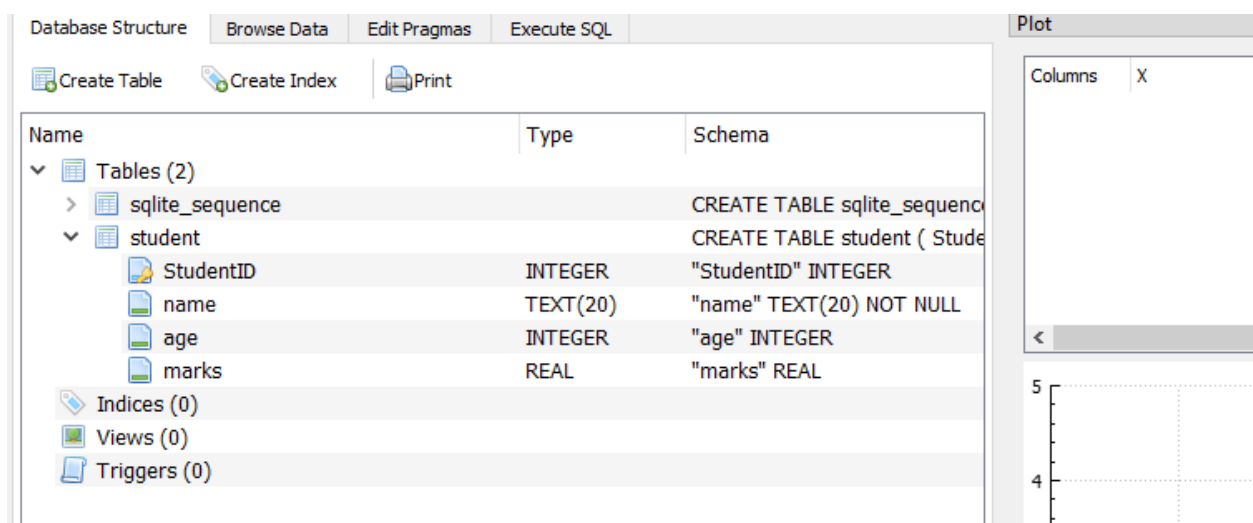 Database Structure Browse Data Edit Pragmas Execute SQL
Create Table Create Index Print
Name Type Schema
Tables (2)
sqlite_sequence CREATE TABLE sqlite_sequenc
student CREATE TABLE student ( Stude
StudentID INTEGER "StudentID" INTEGER
name TEXT(20) "name" TEXT(20) NOT NULL
age INTEGER "age" INTEGER
marks REAL "marks" REAL
Indices (0)
Views (0)
Triggers (0)
Plot
Columns X
5
4